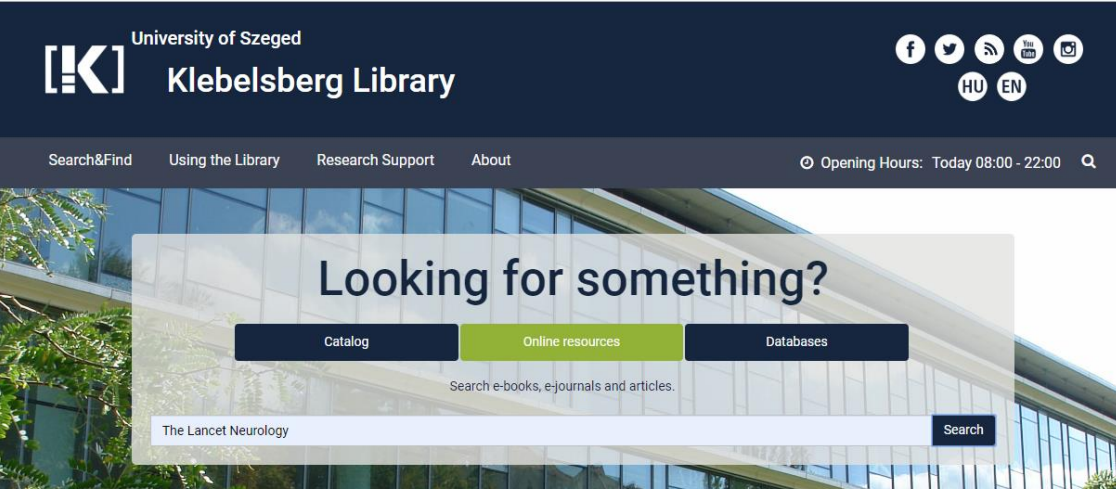 University of Szeged
[K]
Klebelsberg Library
You
Tube
HU EN
Search&Find Using the Library Research Support About Opening Hours: Today 08:00 - 22:00
Looking for something?
Catalog Online resources Databases
Search e-books, e-journals and articles.
The Lancet Neurology Search